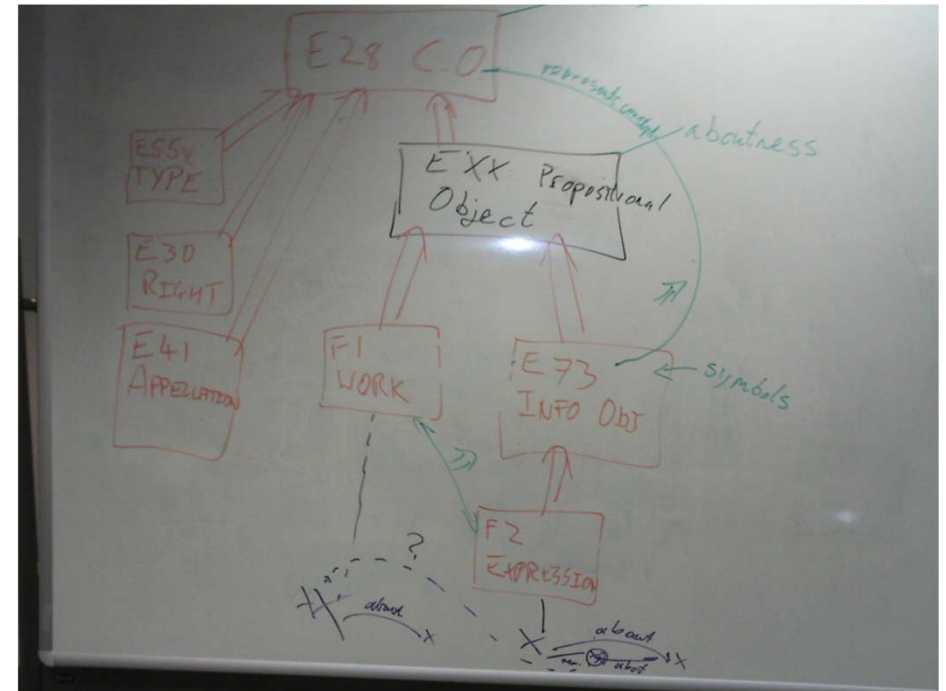 E28 C.O
represents concept
aboutness
E55x
TYPE
EXX Propositional
Object
E30
RIGHT
E41
APPELLATION
F1
WORK
E73
INFO OBJ
symbols
F2
EXPRESSION
?
about
about
about